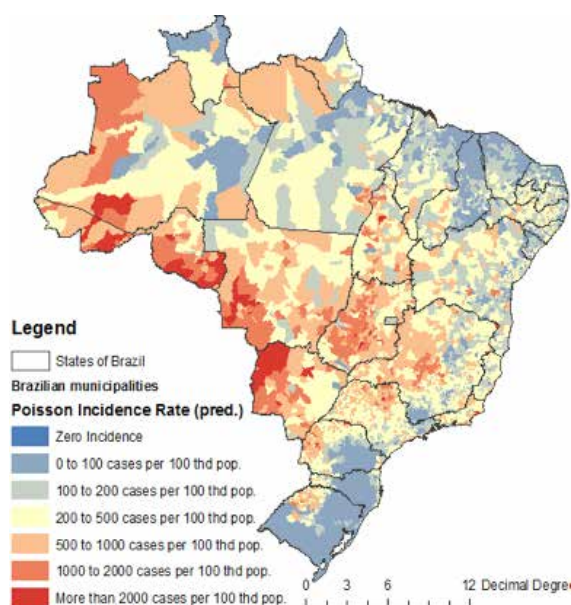 Legend
States of Brazil
Brazilian municipalities
Poisson Incidence Rate (pred.)
Zero Incidence
0 to 100 cases per 100 thd pop.
100 to 200 cases per 100 thd pop.
200 to 500 cases per 100 thd pop.
500 to 1000 cases per 100 thd pop.
1000 to 2000 cases per 100 thd pop.
More than 2000 cases per 100 thd pop.
0 3 6 12 Decimal Degre